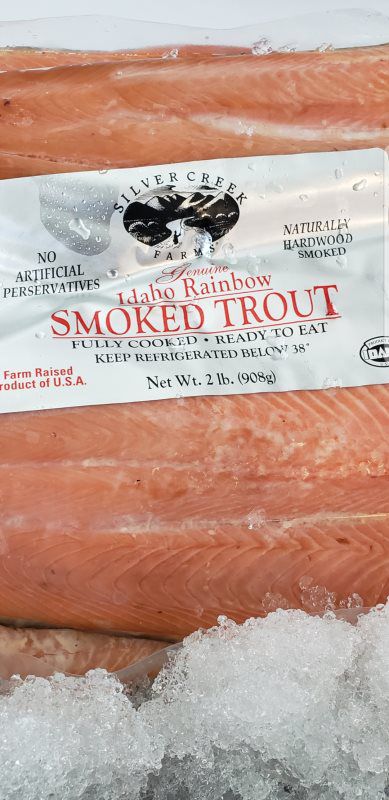 SILVER CREEK
FARMS
NO
ARTIFICIAL
PERSERVATIVES
NATURALLY
HARDWOOD
SMOKED
Genuine
Idaho Rainbow
SMOKED TROUT
FULLY COOKED • READY TO EAT
KEEP REFRIGERATED BELOW 38°
Farm Raised
roduct of U.S.A.
Net Wt. 2 lb. (908g)